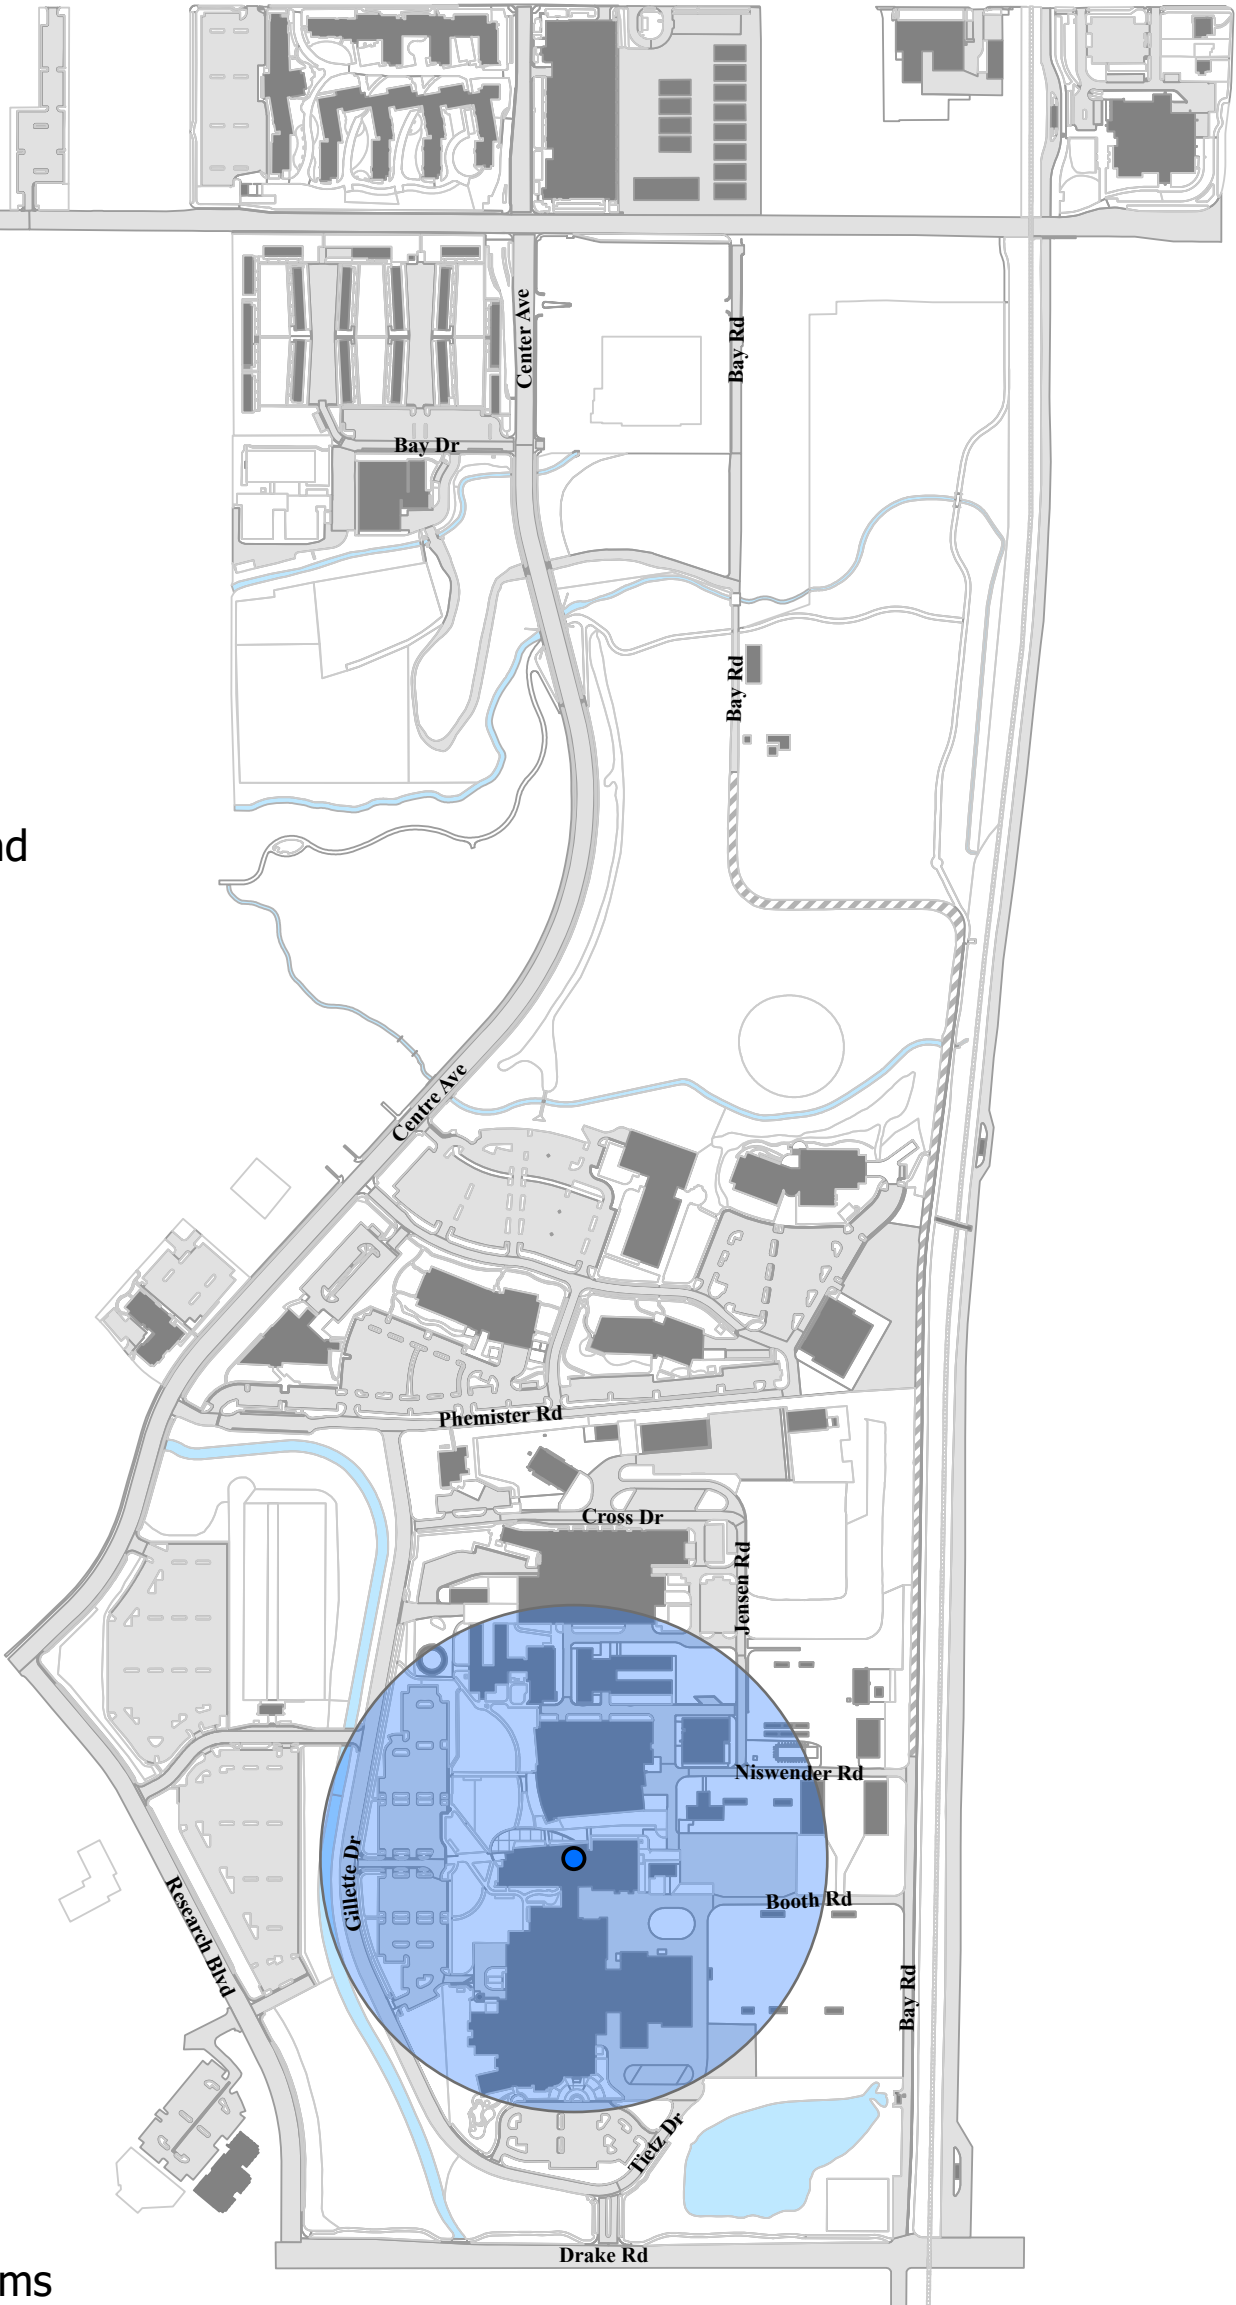 Center Ave
Bay Rd
Bay Dr
Bay Rd
nd
Centre Ave
Phemister Rd
Cross Dr
Jensen Rd
Niswender Rd
Gillette Dr
Booth Rd
Research Blvd
Bay Rd
Tietz Dr
Drake Rd
ms